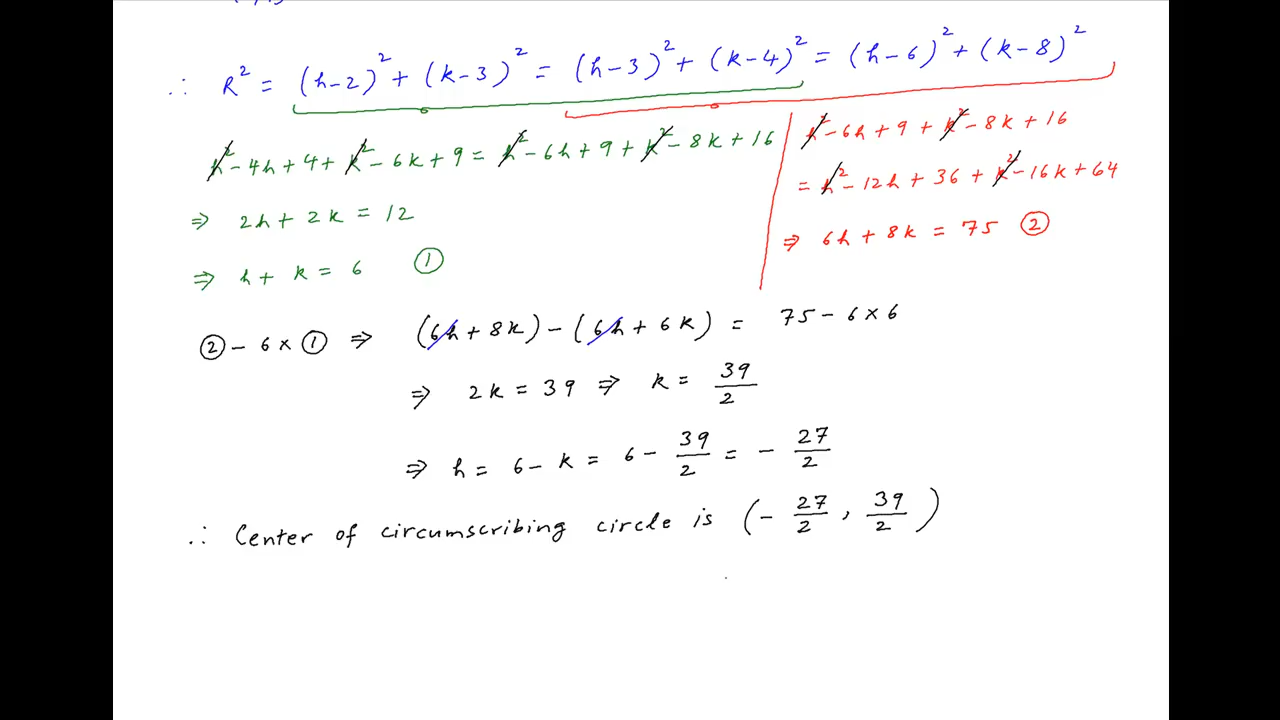 ∴ R² = (h-2)² + (k-3)² = (h-3)² + (k-4)² = (h-6)² + (k-8)²
h² - 4h + 4 + k² - 6k + 9 = h² - 6h + 9 + k² - 8k + 16
⇒ 2h + 2k = 12
⇒ h + k = 6 ①
h² - 6h + 9 + k² - 8k + 16
= h² - 12h + 36 + k² - 16k + 64
⇒ 6h + 8k = 75 ②
② - 6 × ① ⇒ (6h + 8k) - (6h + 6k) = 75 - 6 × 6
⇒ 2k = 39 ⇒ k = 39/2
⇒ h = 6 - k = 6 - 39/2 = - 27/2
∴ Center of circumscribing circle is (- 27/2, 39/2)